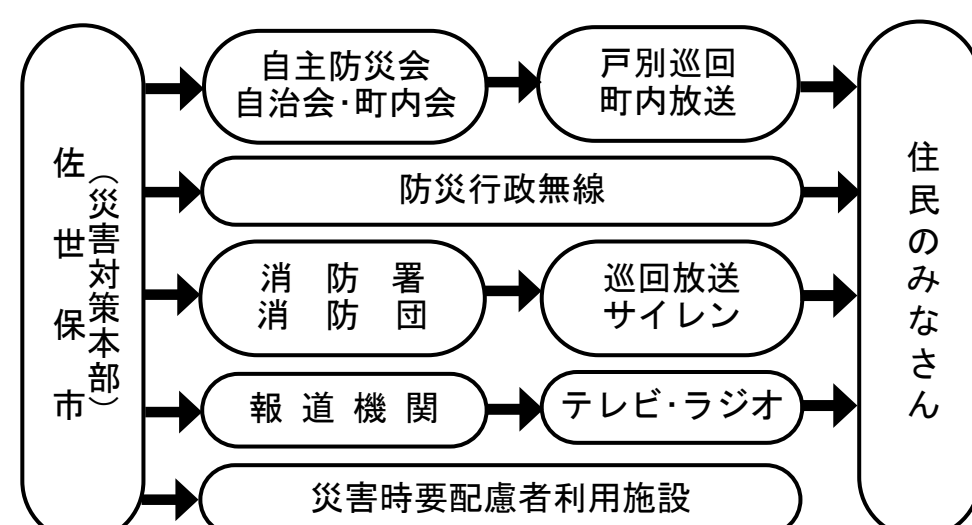 佐世保市
（災害対策本部）
自主防災会
自治会・町内会
戸別巡回
町内放送
防災行政無線
消防署
消防団
巡回放送
サイレン
報道機関
テレビ・ラジオ
災害時要配慮者利用施設
住民のみなさん